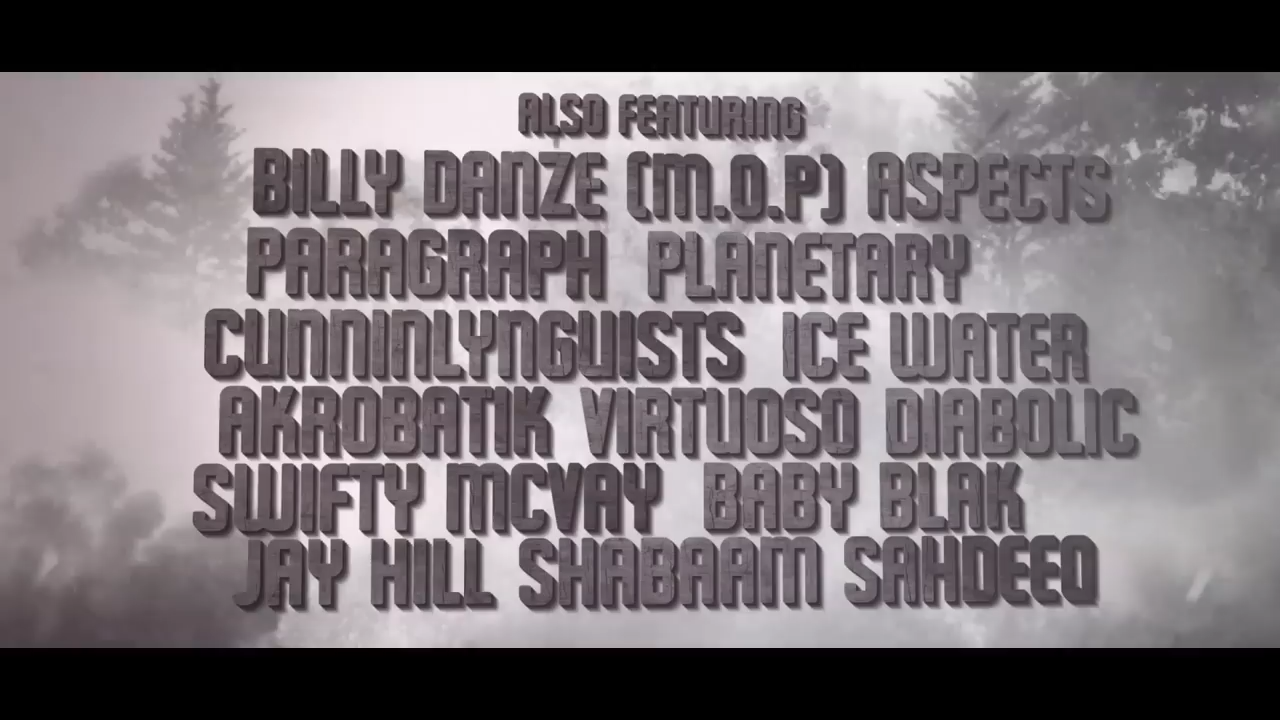 ALSO FEATURING
BILLY DANZE (M.O.P) ASPECTS
PARAGRAPH PLANETARY
CUNNINLYNGUISTS ICE WATER
AKROBATIK VIRTUOSO DIABOLIC
SWIFTY MCVAY BABY BLAK
JAY HILL SHABAAM SAHDEEQ